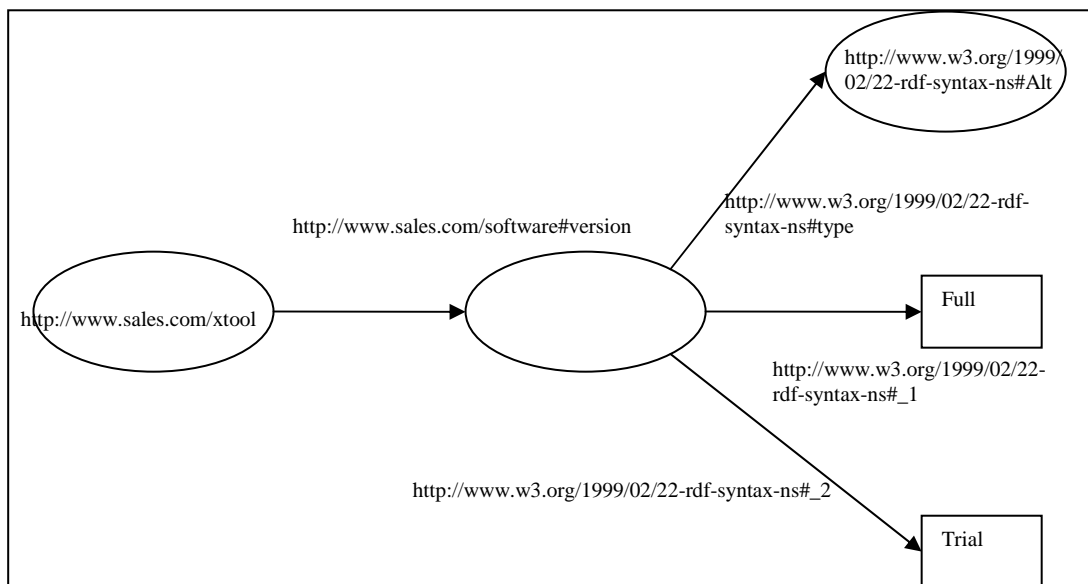 http://www.w3.org/1999/
02/22-rdf-syntax-ns#Alt
http://www.w3.org/1999/02/22-rdf-
syntax-ns#type
http://www.sales.com/software#version
http://www.sales.com/xtool
Full
http://www.w3.org/1999/02/22-
rdf-syntax-ns#_1
http://www.w3.org/1999/02/22-rdf-syntax-ns#_2
Trial